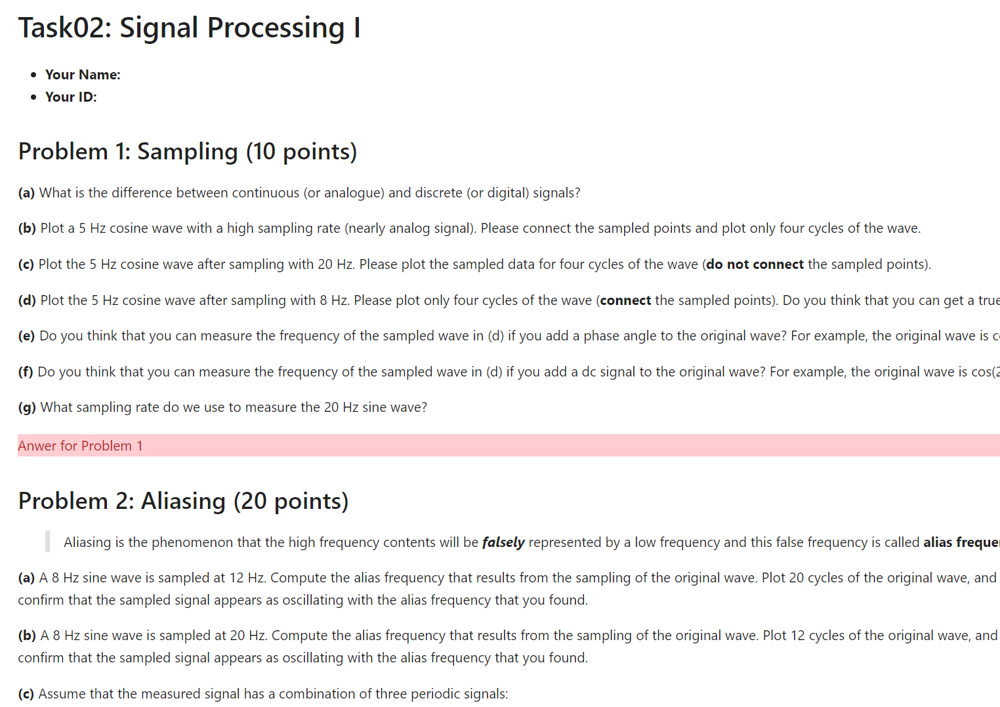 Task02: Signal Processing I
Your Name:
Your ID:
Problem 1: Sampling (10 points)
(a) What is the difference between continuous (or analogue) and discrete (or digital) signals?
(b) Plot a 5 Hz cosine wave with a high sampling rate (nearly analog signal). Please connect the sampled points and plot only four cycles of the wave.
(c) Plot the 5 Hz cosine wave after sampling with 20 Hz. Please plot the sampled data for four cycles of the wave (do not connect the sampled points).
(d) Plot the 5 Hz cosine wave after sampling with 8 Hz. Please plot only four cycles of the wave (connect the sampled points). Do you think that you can get a true
(e) Do you think that you can measure the frequency of the sampled wave in (d) if you add a phase angle to the original wave? For example, the original wave is
(f) Do you think that you can measure the frequency of the sampled wave in (d) if you add a dc signal to the original wave? For example, the original wave is cos(2
(g) What sampling rate do we use to measure the 20 Hz sine wave?
Anwer for Problem 1
Problem 2: Aliasing (20 points)
Aliasing is the phenomenon that the high frequency contents will be falsely represented by a low frequency and this false frequency is called alias
(a) A 8 Hz sine wave is sampled at 12 Hz. Compute the alias frequency that results from the sampling of the original wave. Plot 20 cycles of the original wave, and
confirm that the sampled signal appears as oscillating with the alias frequency that you found.
(b) A 8 Hz sine wave is sampled at 20 Hz. Compute the alias frequency that results from the sampling of the original wave. Plot 12 cycles of the original wave, and
confirm that the sampled signal appears as oscillating with the alias frequency that you found.
(c) Assume that the measured signal has a combination of three periodic signals: